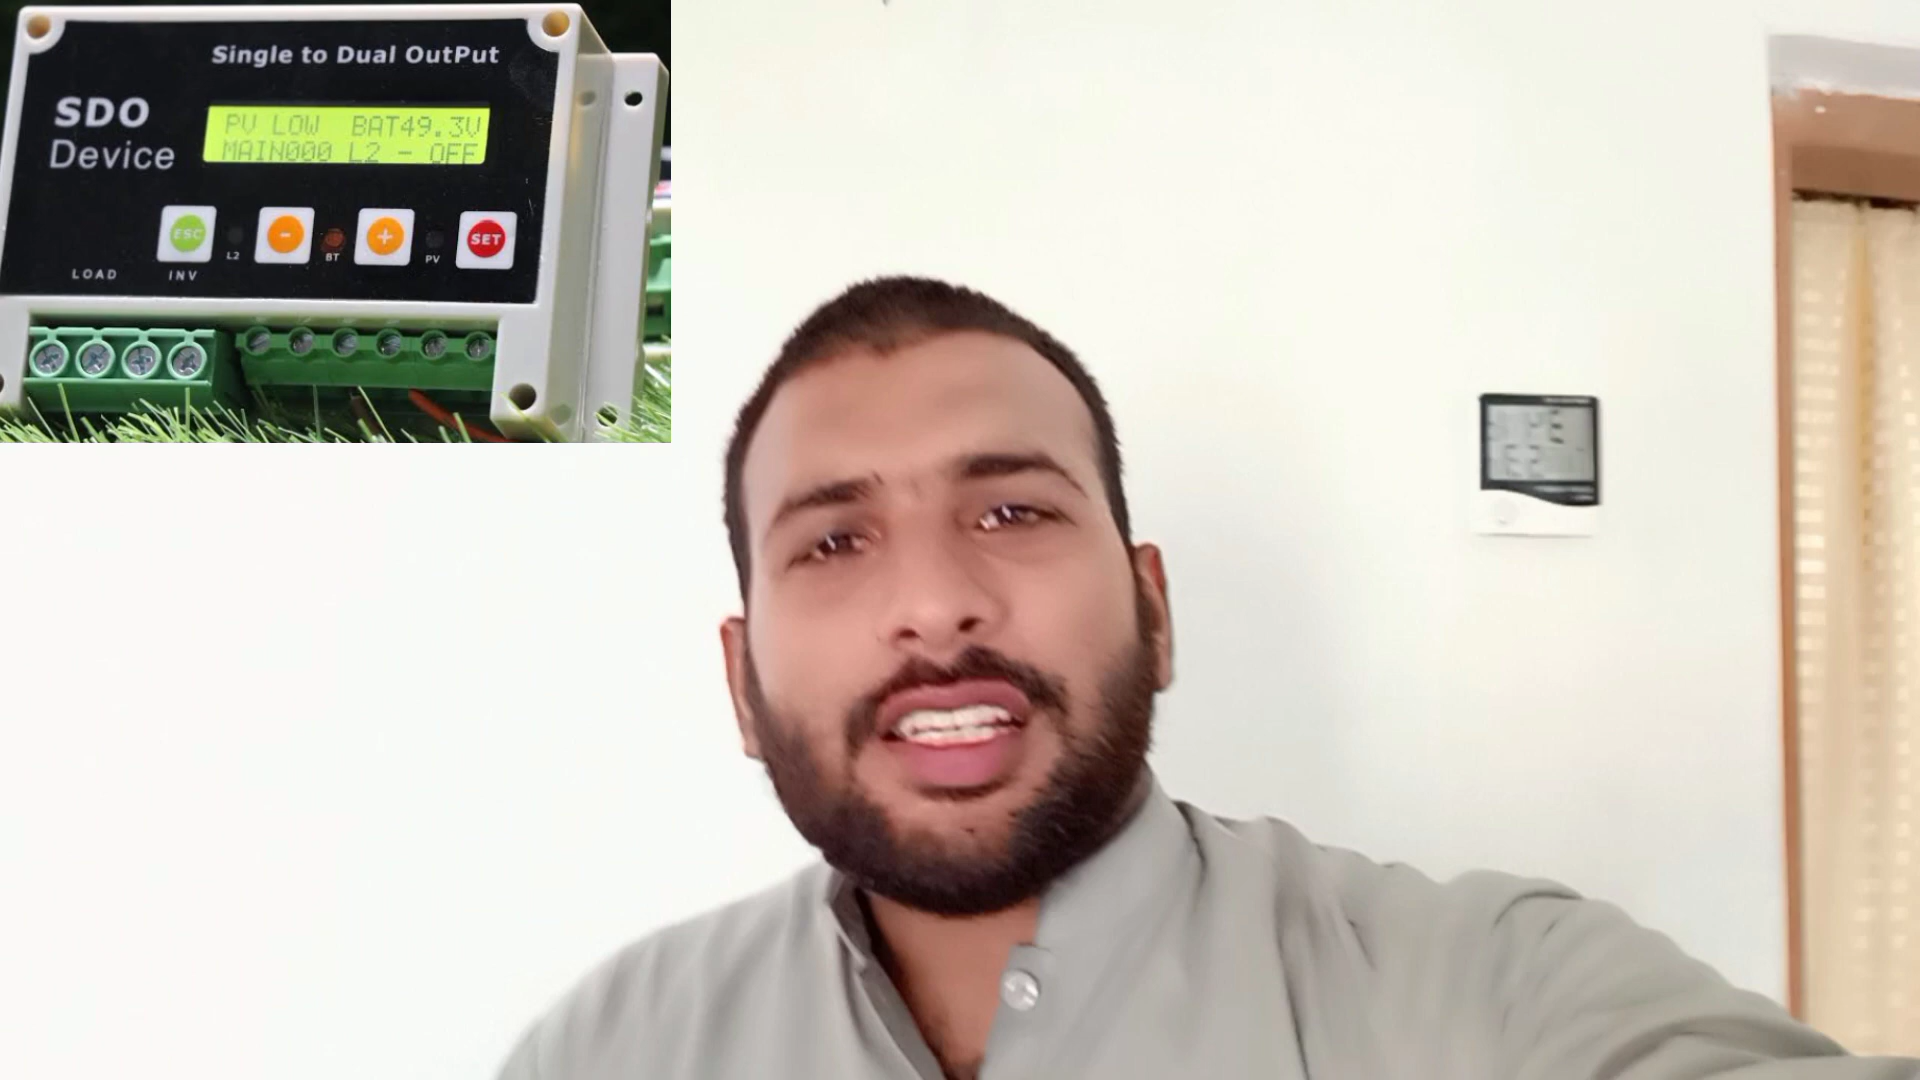 Single to Dual OutPut
SDO
Device
PV LOW BAT49.3V
MAIN000 L2 - OFF
ESC
-
+
SET
L2
BT
PV
LOAD
INV